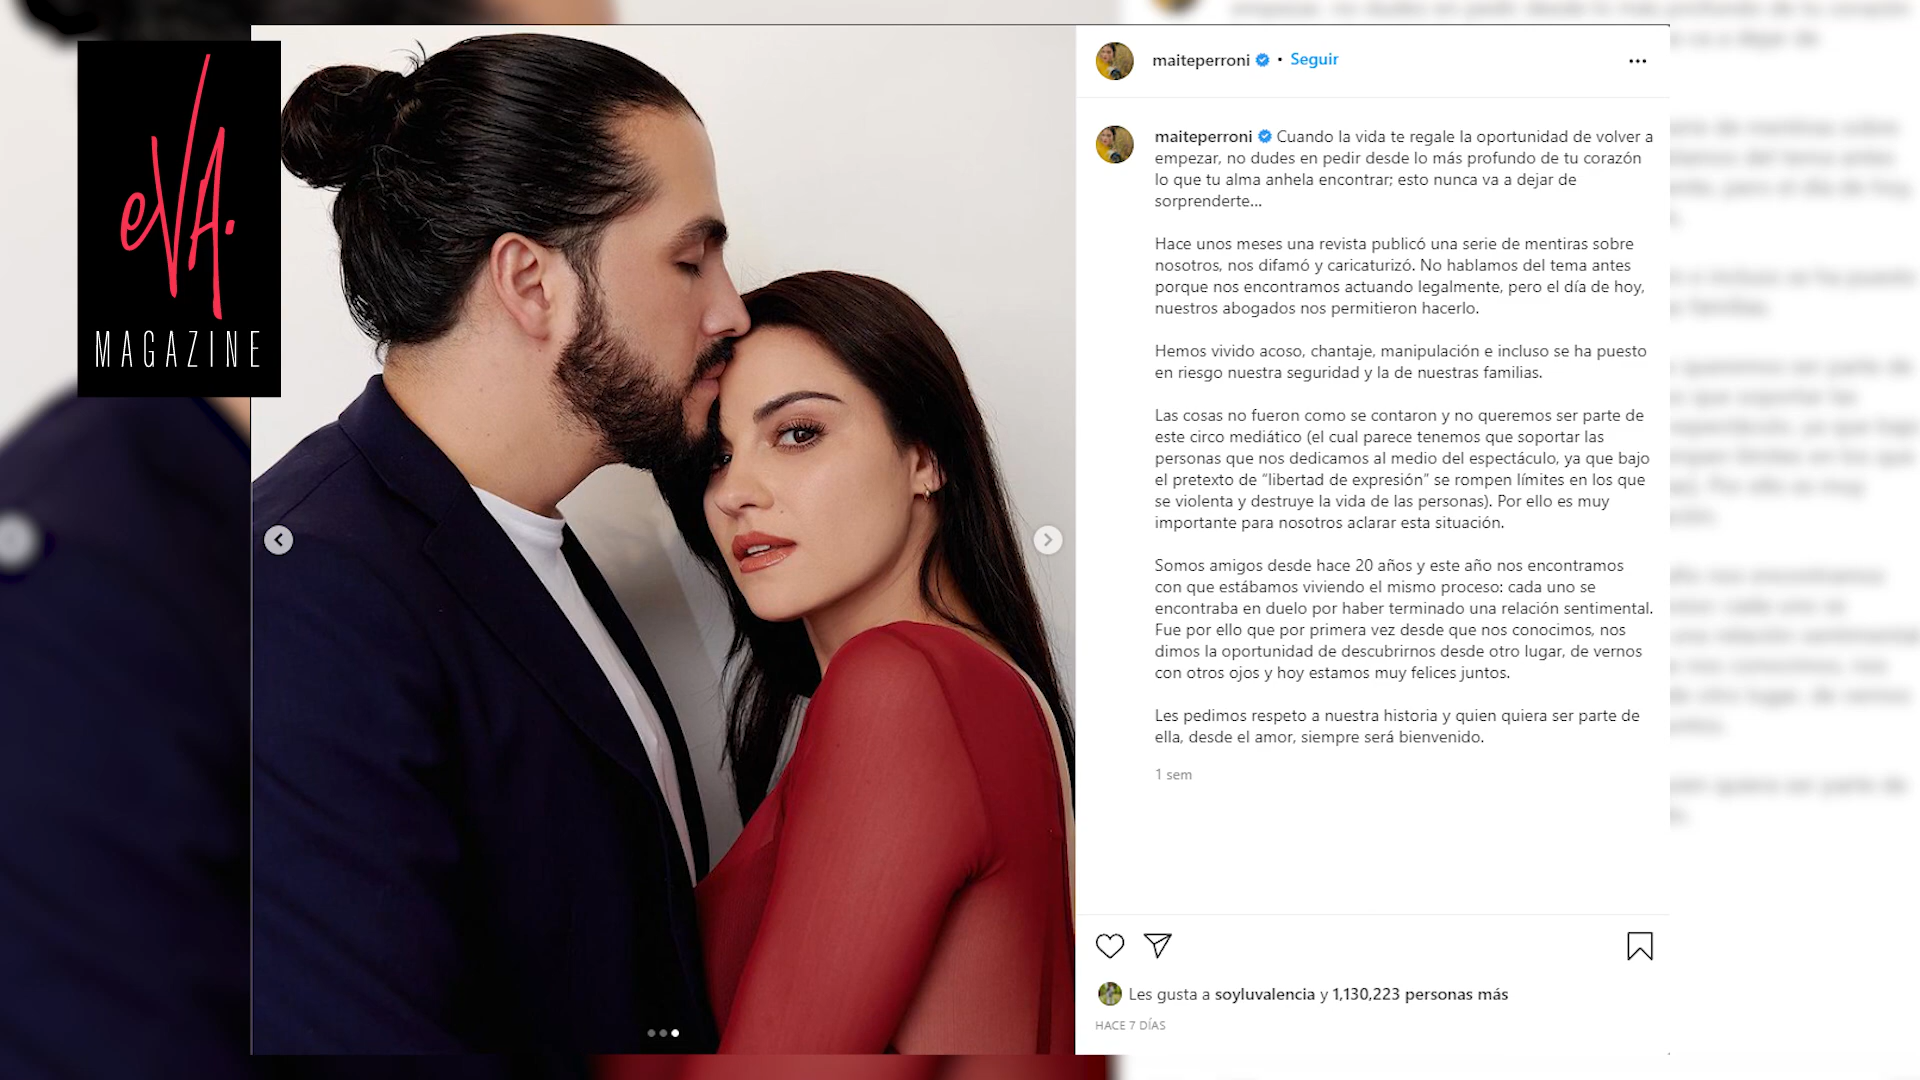 eVA.
MAGAZINE
maiteperroni • Seguir
maiteperroni Cuando la vida te regale la oportunidad de volver a
empezar, no dudes en pedir desde lo más profundo de tu corazón
lo que tu alma anhela encontrar; esto nunca va a dejar de
sorprenderte...
Hace unos meses una revista publicó una serie de mentiras sobre
nosotros, nos difamó y caricaturizó. No hablamos del tema antes
porque nos encontramos actuando legalmente, pero el día de hoy,
nuestros abogados nos permitieron hacerlo.
Hemos vivido acoso, chantaje, manipulación e incluso se ha puesto
en riesgo nuestra seguridad y la de nuestras familias.
Las cosas no fueron como se contaron y no queremos ser parte de
este circo mediático (el cual parece tenemos que soportar las
personas que nos dedicamos al medio del espectáculo, ya que bajo
el pretexto de “libertad de expresión” se rompen límites en los que
se violenta y destruye la vida de las personas). Por ello es muy
importante para nosotros aclarar esta situación.
Somos amigos desde hace 20 años y este año nos encontramos
con que estábamos viviendo el mismo proceso: cada uno se
encontraba en duelo por haber terminado una relación sentimental.
Fue por ello que por primera vez desde que nos conocimos, nos
dimos la oportunidad de descubrirnos desde otro lugar, de vernos
con otros ojos y hoy estamos muy felices juntos.
Les pedimos respeto a nuestra historia y quien quiera ser parte de
ella, desde el amor, siempre será bienvenido.
1 sem
Les gusta a soyluvalencia y 1,130,223 personas más
HACE 7 DÍAS